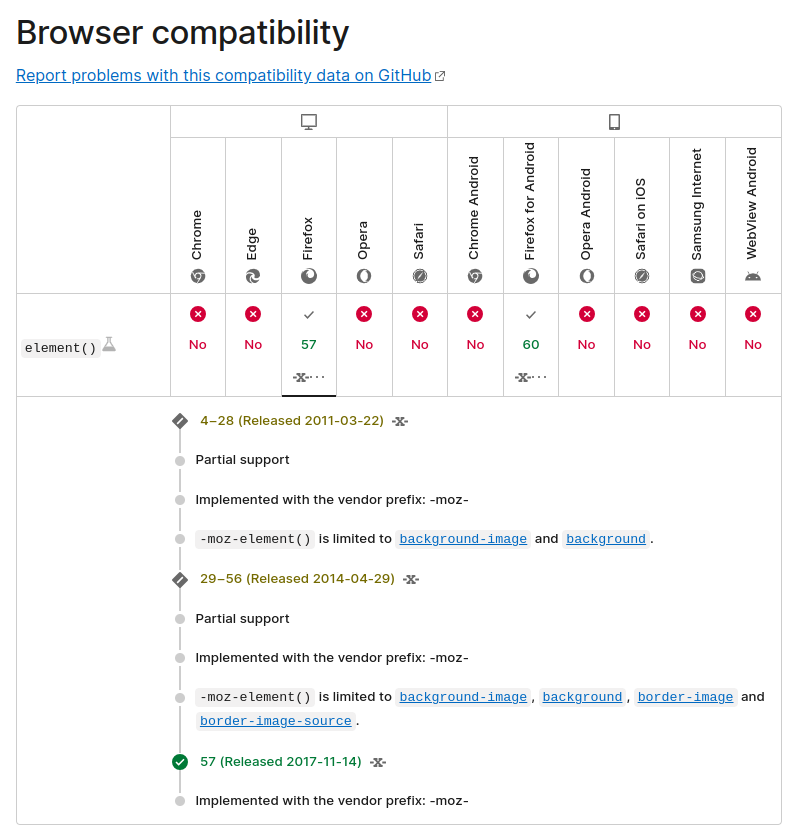 Browser compatibility
Report problems with this compatibility data on GitHub
Chrome
Edge
Firefox
Opera
Safari
Chrome Android
Firefox for Android
Opera Android
Safari on iOS
Samsung Internet
WebView Android
element()
No
No
57
No
No
No
60
No
No
No
No
4–28 (Released 2011-03-22)
Partial support
Implemented with the vendor prefix: -moz-
-moz-element() is limited to background-image and background.
29–56 (Released 2014-04-29)
Partial support
Implemented with the vendor prefix: -moz-
-moz-element() is limited to background-image, background, border-image and
border-image-source.
57 (Released 2017-11-14)
Implemented with the vendor prefix: -moz-